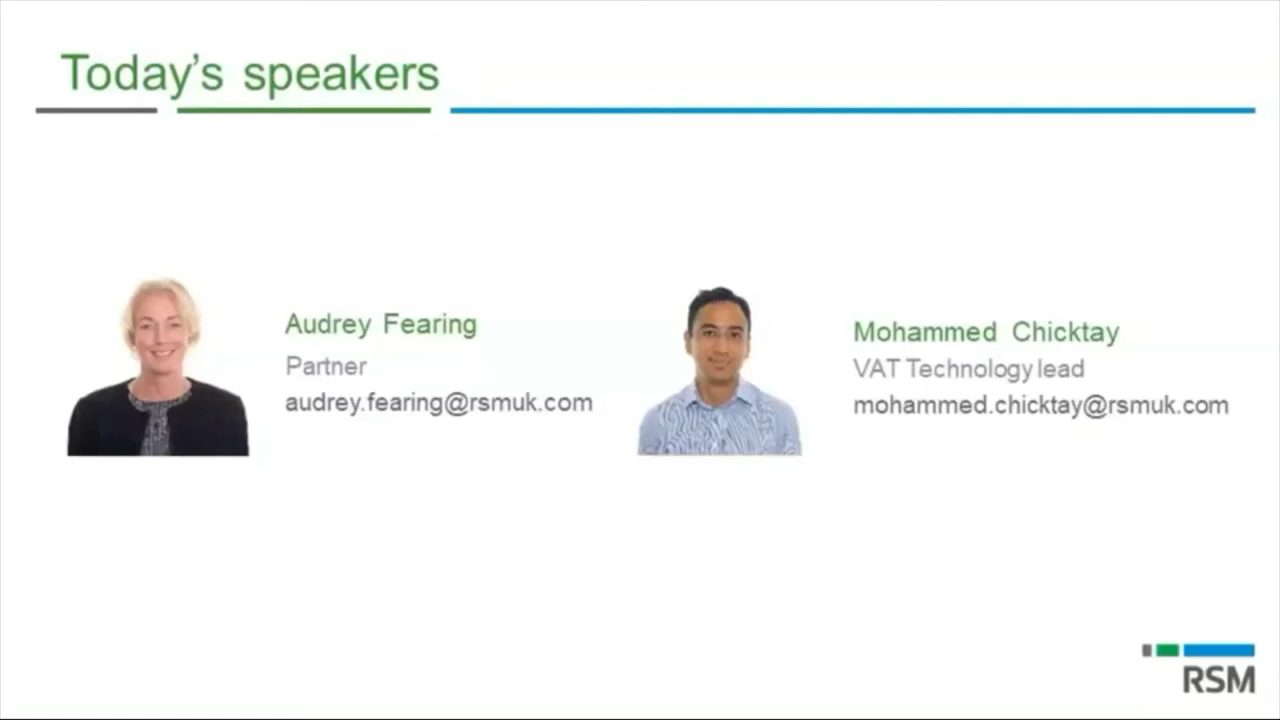 Today's speakers
Audrey Fearing
Partner
audrey.fearing@rsmuk.com
Mohammed Chicktay
VAT Technology lead
mohammed.chicktay@rsmuk.com
RSM